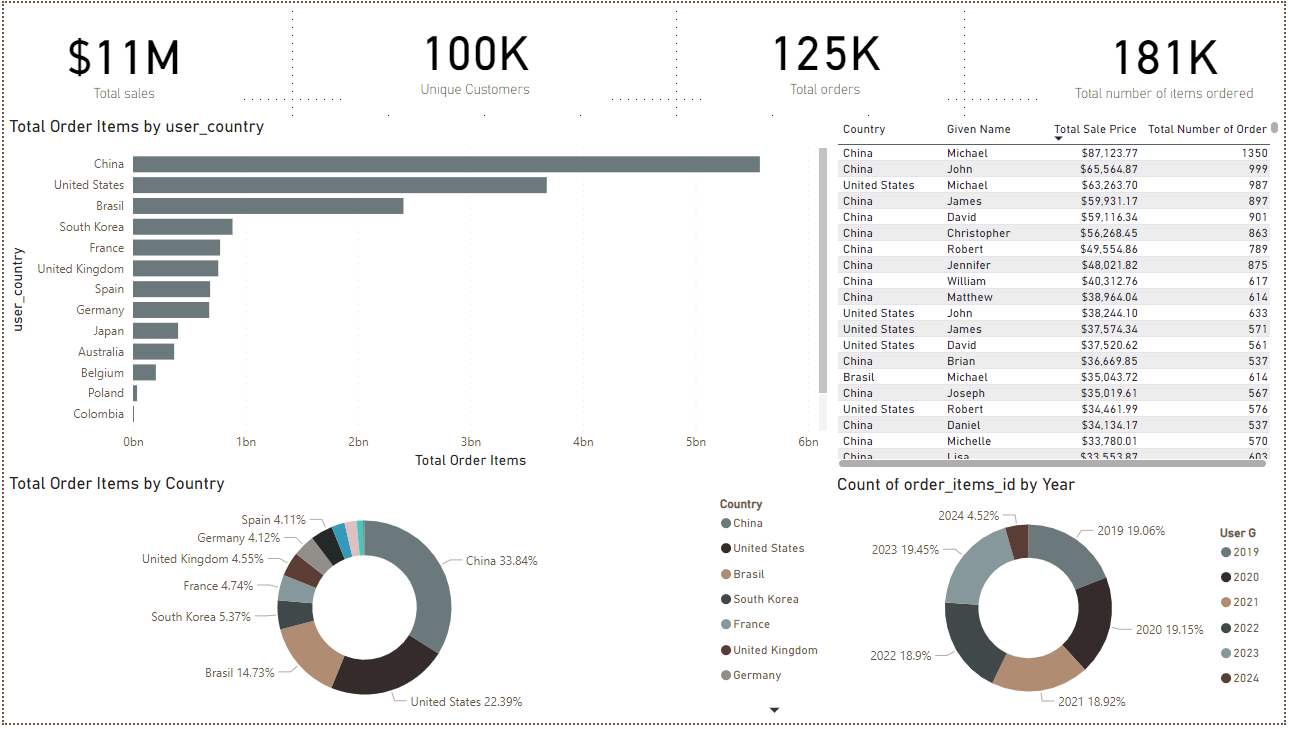 $11M
Total sales
100K
Unique Customers
125K
Total orders
181K
Total number of items ordered
Total Order Items by user_country
user_country
China
United States
Brasil
South Korea
France
United Kingdom
Spain
Germany
Japan
Australia
Belgium
Poland
Colombia
0bn 1bn 2bn 3bn 4bn 5bn 6bn
Total Order Items
Country Given Name Total Sale Price Total Number of Order
China Michael $87,123.77 1350
China John $65,564.87 999
United States Michael $63,263.70 987
China James $59,931.17 897
China David $59,116.34 901
China Christopher $56,268.45 863
China Robert $49,554.86 789
China Jennifer $48,021.82 875
China William $40,312.76 617
China Matthew $38,964.04 614
United States John $38,244.10 633
United States James $37,574.34 571
United States David $37,520.62 561
China Brian $36,669.85 537
Brasil Michael $35,043.72 614
China Joseph $35,019.61 567
United States Robert $34,461.99 576
China Daniel $34,134.17 537
China Michelle $33,780.01 570
China Lisa $33,553.87 603
Total Order Items by Country
Spain 4.11%
Germany 4.12%
United Kingdom 4.55%
France 4.74%
South Korea 5.37%
Brasil 14.73%
China 33.84%
United States 22.39%
Country
China
United States
Brasil
South Korea
France
United Kingdom
Germany
Count of order_items_id by Year
2024 4.52%
2019 19.06%
2023 19.45%
2020 19.15%
2022 18.9%
2021 18.92%
User G
2019
2020
2021
2022
2023
2024